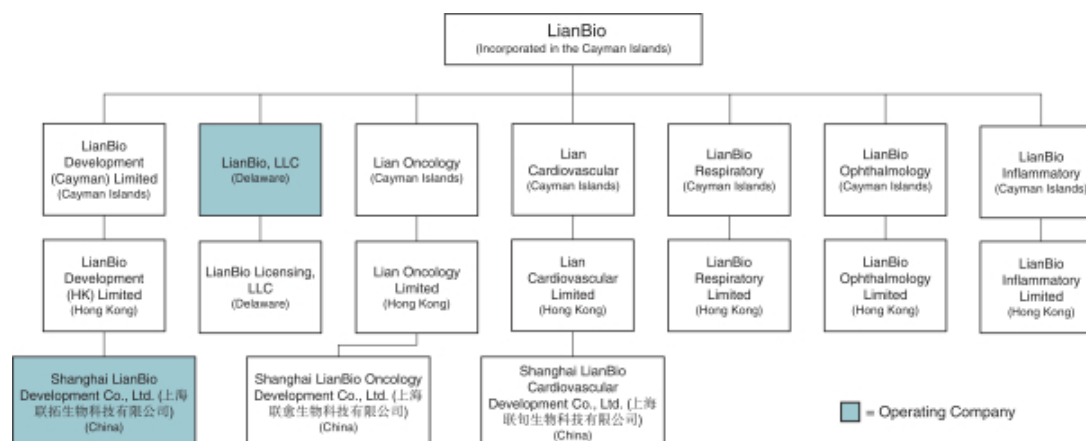 LianBio
(Incorporated in the Cayman Islands)
LianBio
Development
(Cayman) Limited
(Cayman Islands)
LianBio, LLC
(Delaware)
Lian Oncology
(Cayman Islands)
Lian
Cardiovascular
(Cayman Islands)
LianBio
Respiratory
(Cayman Islands)
LianBio
Ophthalmology
(Cayman Islands)
LianBio
Inflammatory
(Cayman Islands)
LianBio
Development
(HK) Limited
(Hong Kong)
LianBio Licensing,
LLC
(Delaware)
Lian Oncology
Limited
(Hong Kong)
Lian
Cardiovascular
Limited
(Hong Kong)
LianBio
Respiratory
Limited
(Hong Kong)
LianBio
Ophthalmology
Limited
(Hong Kong)
LianBio
Inflammatory
Limited
(Hong Kong)
Shanghai LianBio
Development Co., Ltd. (上海
联拓生物科技有限公司)
(China)
Shanghai LianBio Oncology
Development Co., Ltd. (上海
联愈生物科技有限公司)
(China)
Shanghai LianBio
Cardiovascular
Development Co., Ltd. (上海
联旬生物科技有限公司)
(China)
= Operating Company